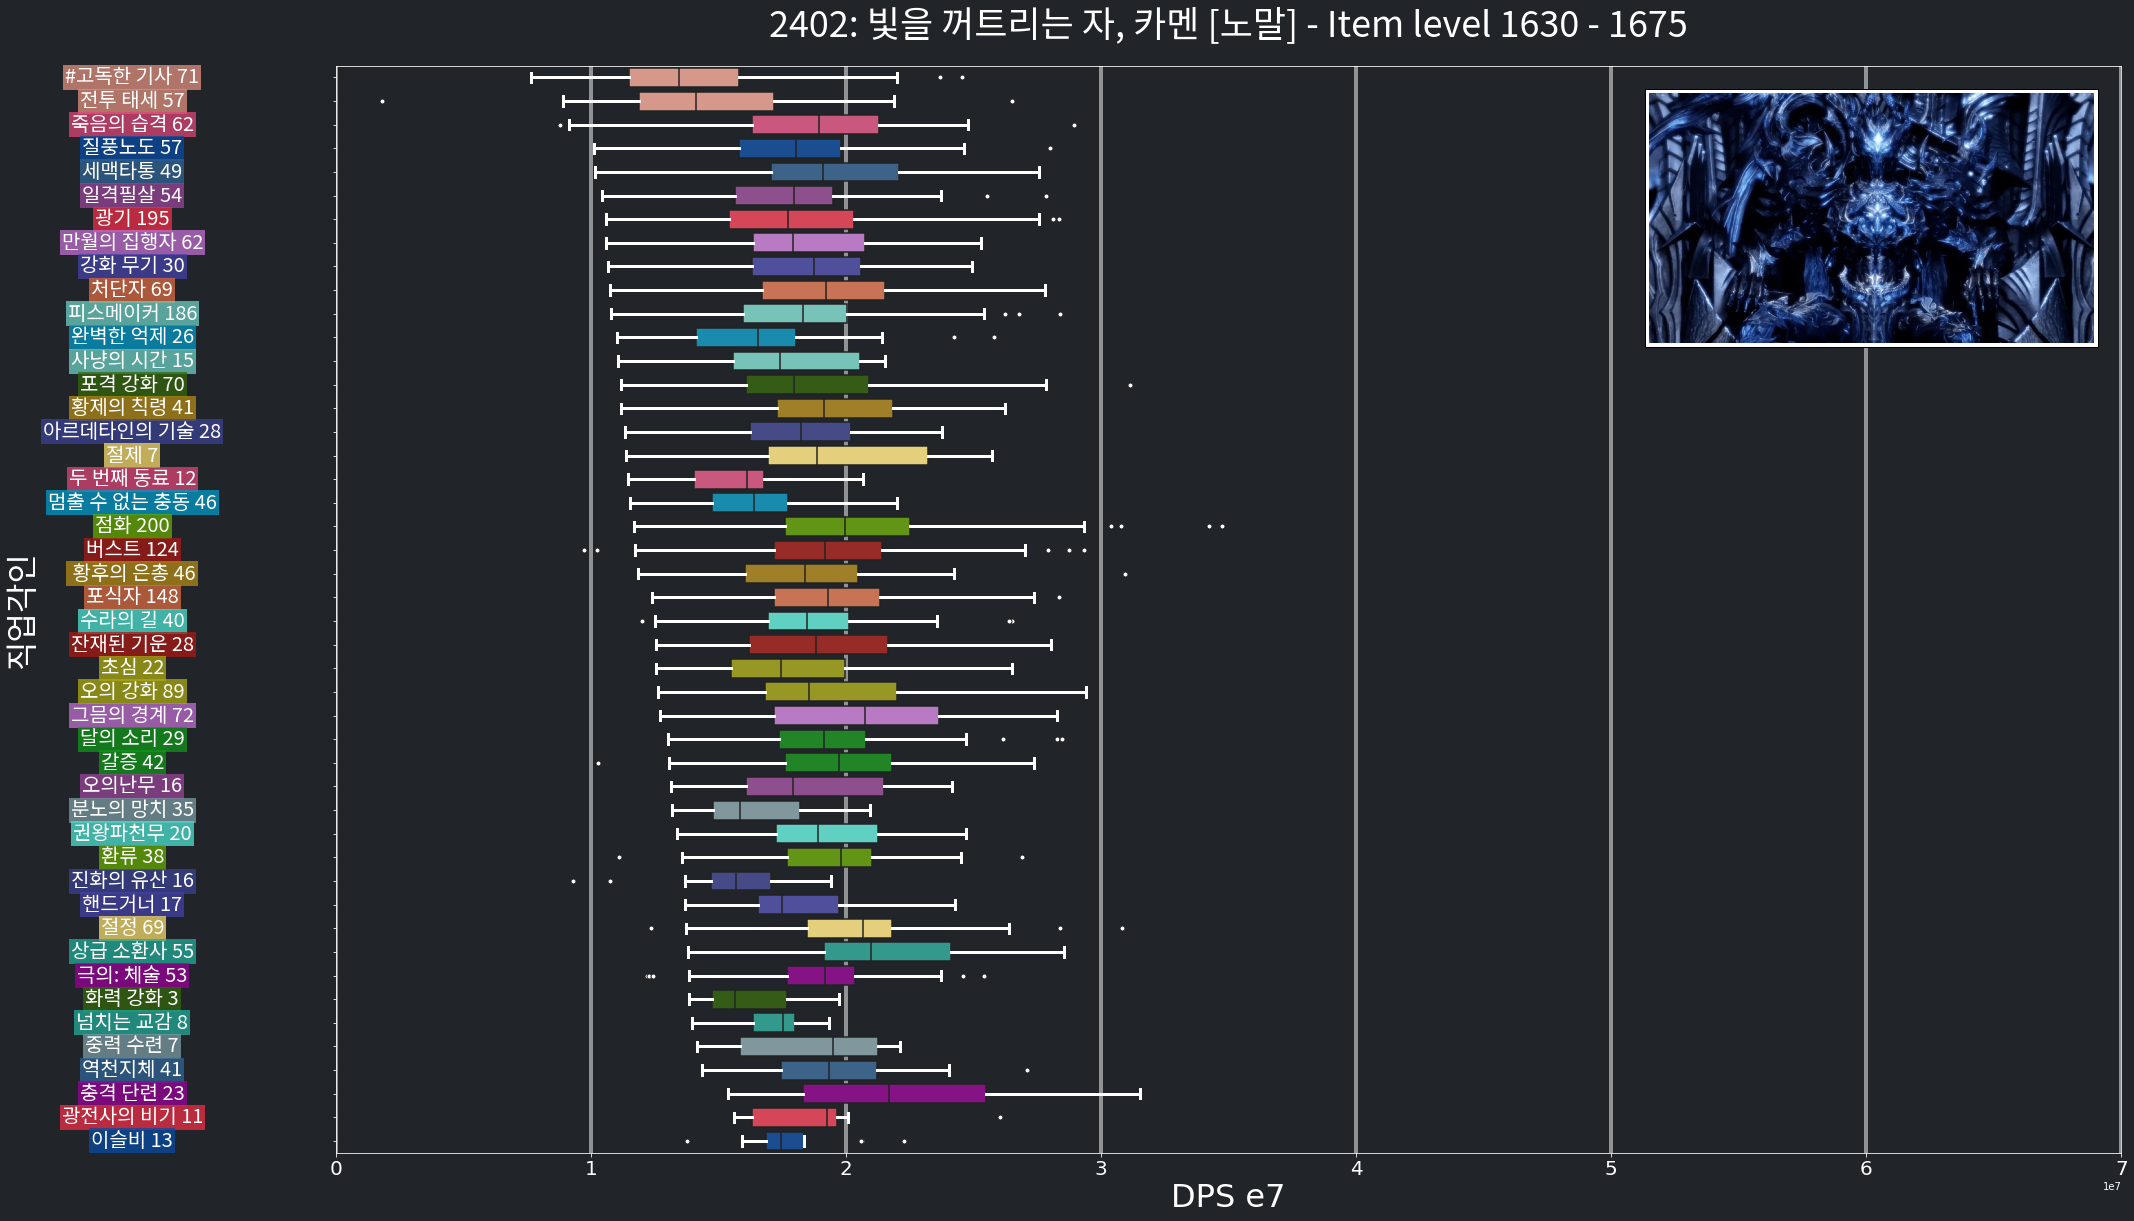 2402: 빛을 꺼트리는 자, 카멘 [노말] - Item level 1630 - 1675
직업각인
#고독한 기사 71
전투 태세 57
죽음의 습격 62
질풍노도 57
세맥타통 49
일격필살 54
광기 195
만월의 집행자 62
강화 무기 30
처단자 69
피스메이커 186
완벽한 억제 26
사냥의 시간 15
포격 강화 70
황제의 칙령 41
아르데타인의 기술 28
절제 7
두 번째 동료 12
멈출 수 없는 충동 46
점화 200
버스트 124
황후의 은총 46
포식자 148
수라의 길 40
잔재된 기운 28
초심 22
오의 강화 89
그믐의 경계 72
달의 소리 29
갈증 42
오의난무 16
분노의 망치 35
권왕파천무 20
환류 38
진화의 유산 16
핸드거너 17
절정 69
상급 소환사 55
극의: 체술 53
화력 강화 3
넘치는 교감 8
중력 수련 7
역천지체 41
충격 단련 23
광전사의 비기 11
이슬비 13
0 1 2 3 4 5 6 7
1e7
DPS e7